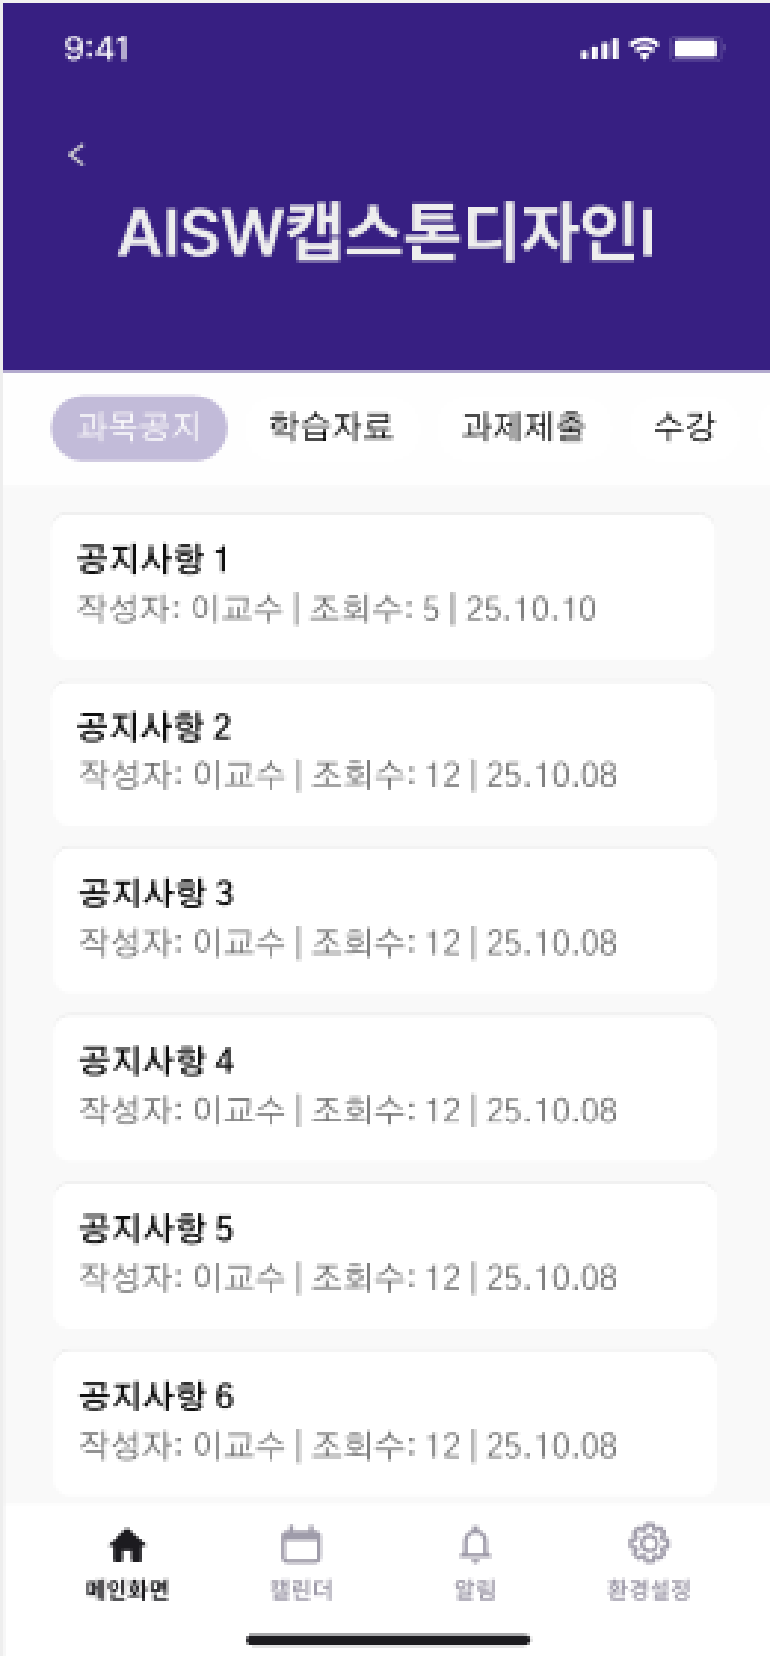 9:41
<
AISW캡스톤디자인I
과목공지 학습자료 과제제출 수강
공지사항 1
작성자: 이교수 | 조회수: 5 | 25.10.10
공지사항 2
작성자: 이교수 | 조회수: 12 | 25.10.08
공지사항 3
작성자: 이교수 | 조회수: 12 | 25.10.08
공지사항 4
작성자: 이교수 | 조회수: 12 | 25.10.08
공지사항 5
작성자: 이교수 | 조회수: 12 | 25.10.08
공지사항 6
작성자: 이교수 | 조회수: 12 | 25.10.08
메인화면 캘린더 알림 환경설정